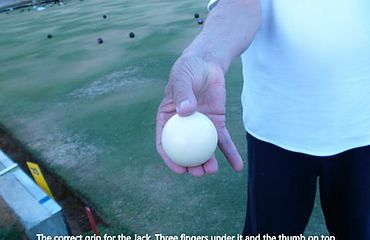 The correct grip for the Jack. Three fingers under it and the thumb on top.